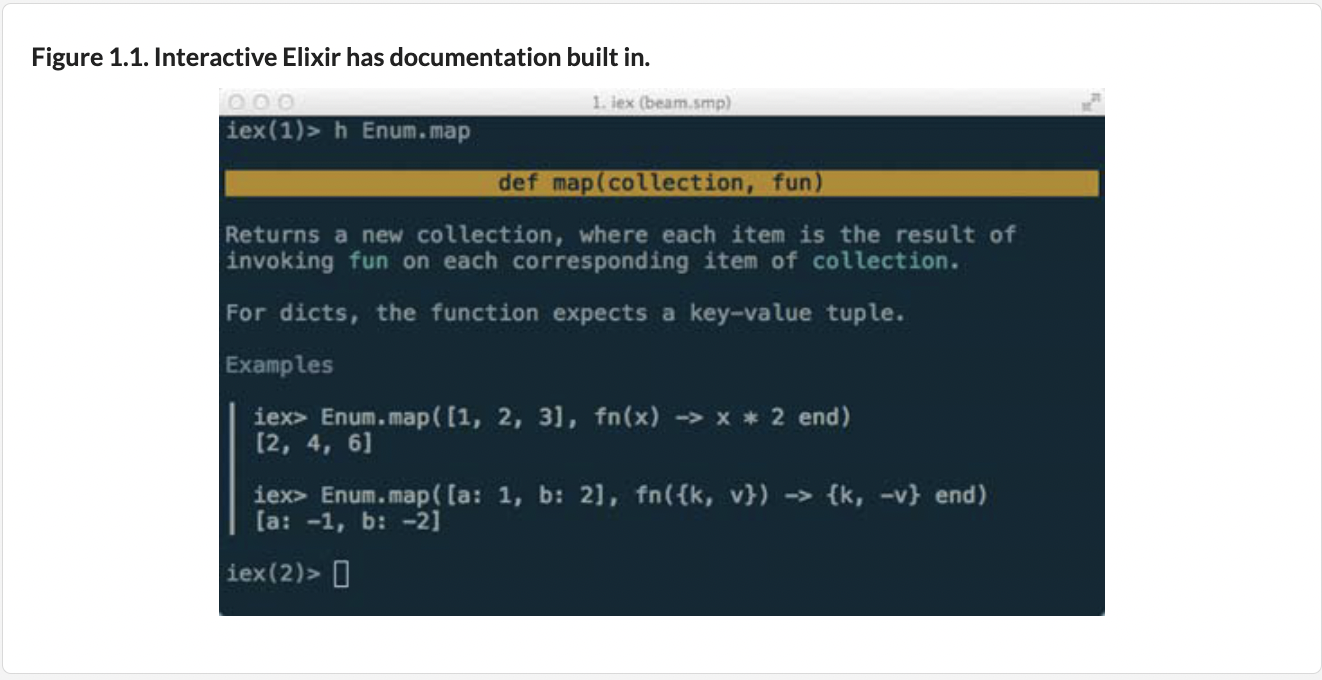 Figure 1.1. Interactive Elixir has documentation built in.
1. iex (beam.smp)
iex(1)> h Enum.map
def map(collection, fun)
Returns a new collection, where each item is the result of
invoking fun on each corresponding item of collection.
For dicts, the function expects a key-value tuple.
Examples
iex> Enum.map([1, 2, 3], fn(x) -> x * 2 end)
[2, 4, 6]
iex> Enum.map([a: 1, b: 2], fn({k, v}) -> {k, -v} end)
[a: -1, b: -2]
iex(2)>